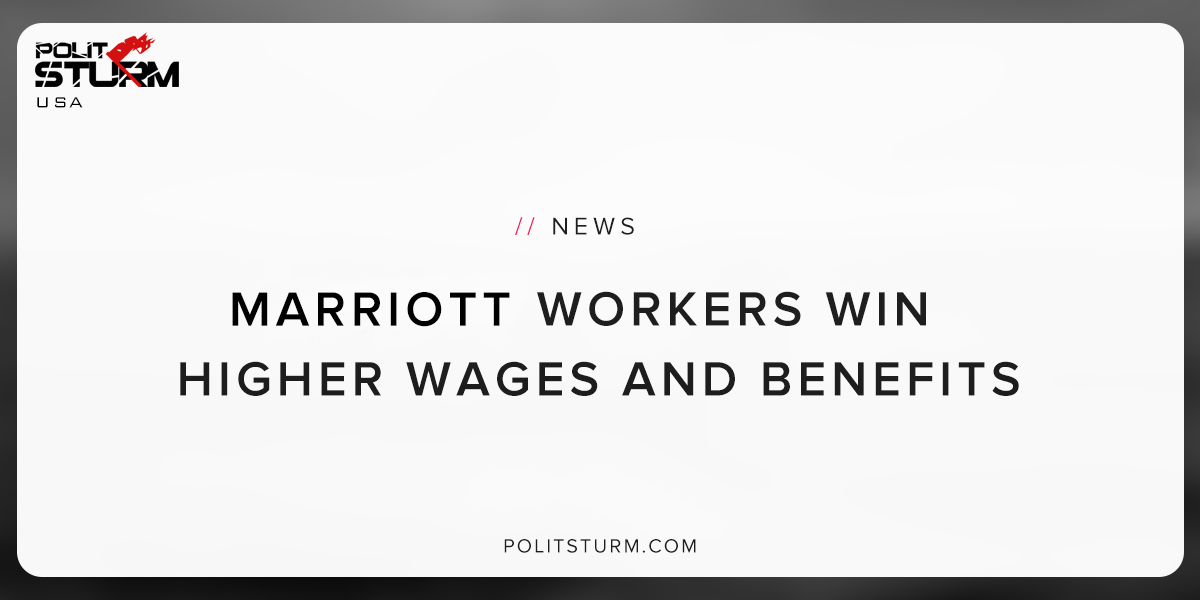 POLIT
STURM
USA
// NEWS
MARRIOTT WORKERS WIN
HIGHER WAGES AND BENEFITS
POLITSTURM.COM